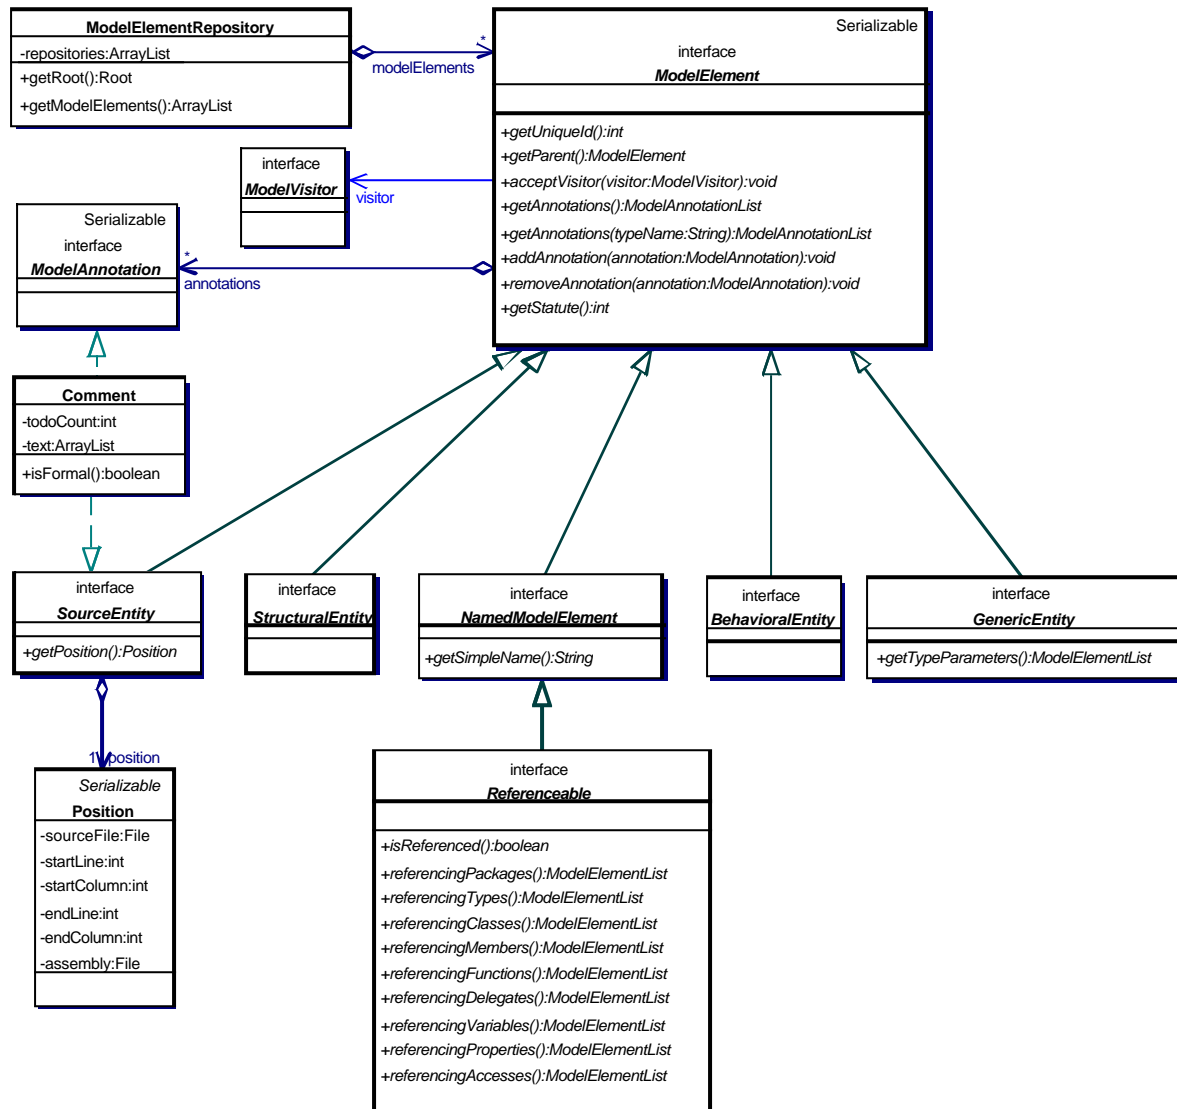 ModelElementRepository
-repositories:ArrayList
+getRoot():Root
+getModelElements():ArrayList
*
modelElements
Serializable
interface
ModelElement
+getUniqueId():int
+getParent():ModelElement
+acceptVisitor(visitor:ModelVisitor):void
+getAnnotations():ModelAnnotationList
+getAnnotations(typeName:String):ModelAnnotationList
+addAnnotation(annotation:ModelAnnotation):void
+removeAnnotation(annotation:ModelAnnotation):void
+getStatute():int
interface
ModelVisitor
visitor
Serializable
interface
ModelAnnotation
*
annotations
Comment
-todoCount:int
-text:ArrayList
+isFormal():boolean
interface
SourceEntity
+getPosition():Position
interface
StructuralEntity
interface
NamedModelElement
+getSimpleName():String
interface
BehavioralEntity
interface
GenericEntity
+getTypeParameters():ModelElementList
1
position
Serializable
Position
-sourceFile:File
-startLine:int
-startColumn:int
-endLine:int
-endColumn:int
-assembly:File
interface
Referenceable
+isReferenced():boolean
+referencingPackages():ModelElementList
+referencingTypes():ModelElementList
+referencingClasses():ModelElementList
+referencingMembers():ModelElementList
+referencingFunctions():ModelElementList
+referencingDelegates():ModelElementList
+referencingVariables():ModelElementList
+referencingProperties():ModelElementList
+referencingAccesses():ModelElementList